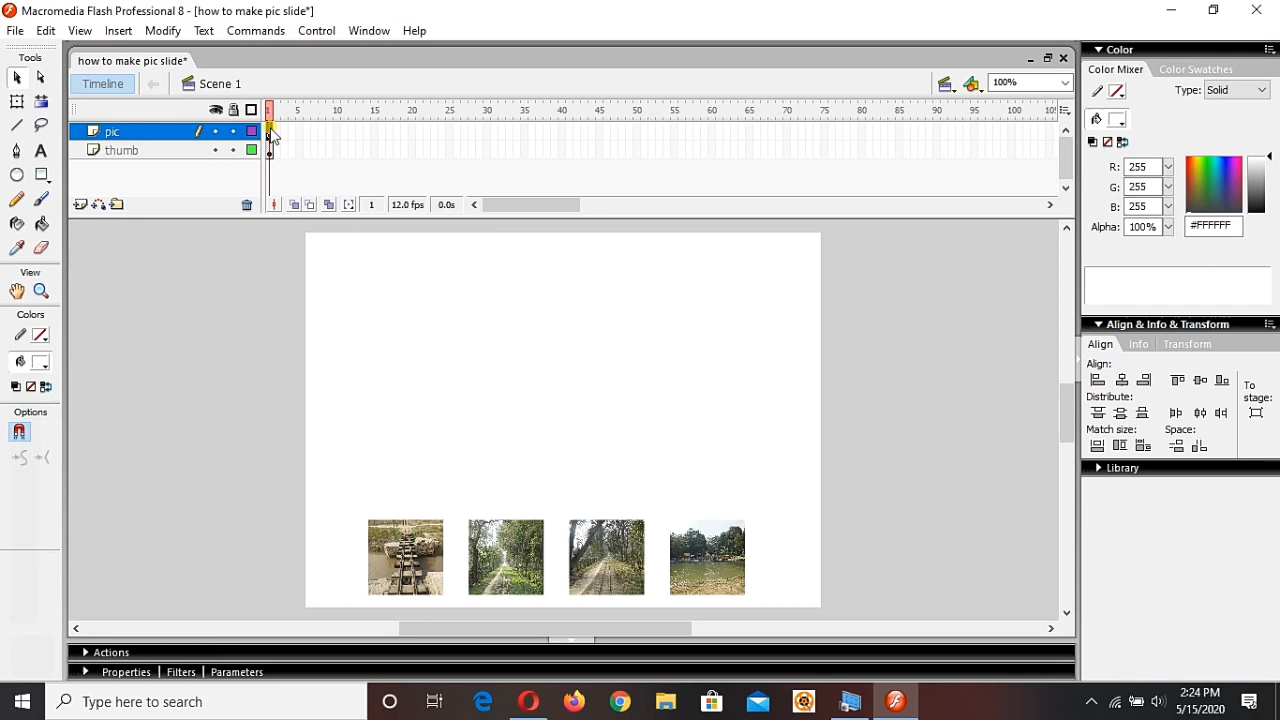 Macromedia Flash Professional 8 - [how to make pic slide*]
File Edit View Insert Modify Text Commands Control Window Help
Tools
View
Colors
Options
how to make pic slide*
Timeline Scene 1 100%
1 5 10 15 20 25 30 35 40 45 50 55 60 65 70 75 80 85 90 95 100 105
pic
thumb
1 12.0 fps 0.0s
Color
Color Mixer Color Swatches
Type: Solid
R: 255
G: 255
B: 255
Alpha: 100% #FFFFFF
Align & Info & Transform
Align Info Transform
Align:
Distribute:
Match size: Space:
To stage:
Library
Actions
Properties Filters Parameters
Type here to search
2:24 PM
5/15/2020